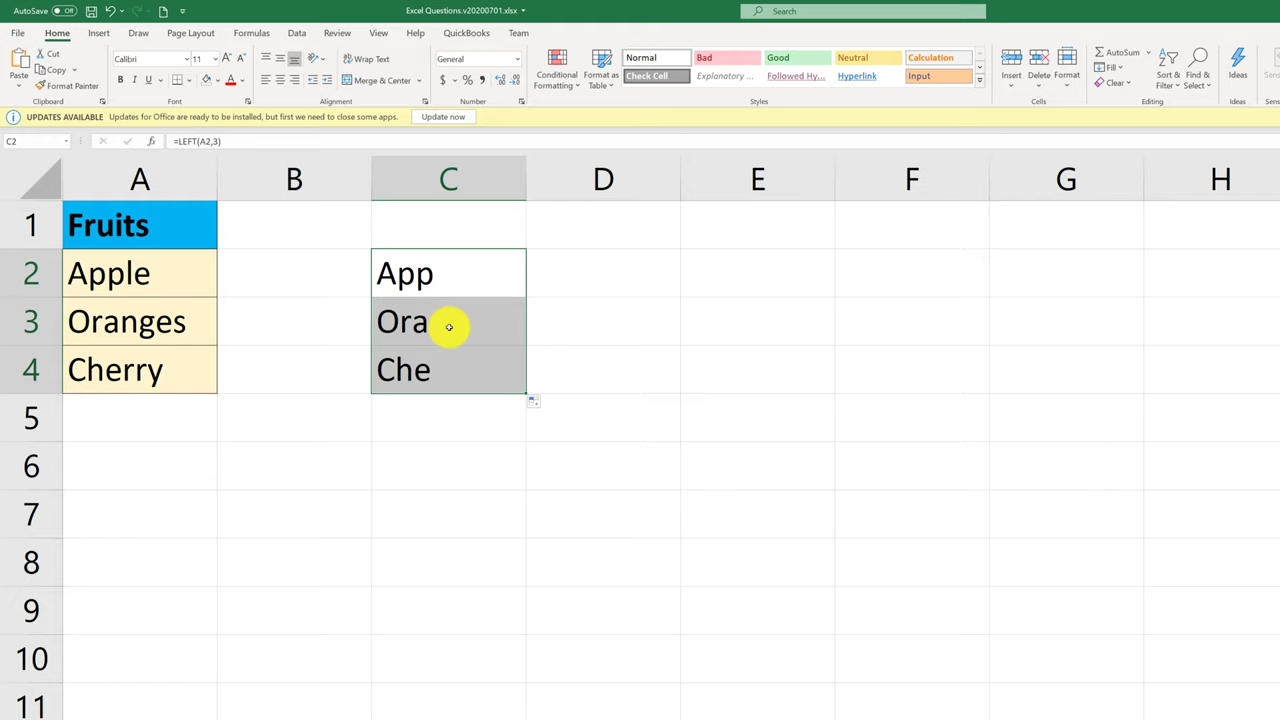 AutoSave Off Excel Questions.v20200701.xlsx Search
File Home Insert Draw Page Layout Formulas Data Review View Help QuickBooks Team
Paste
Cut
Copy
Format Painter
Clipboard
Calibri 11 A A
B I U A
Font
ab Wrap Text
Merge & Center
Alignment
General
$ % , .00
Number
Conditional Formatting
Format as Table
Normal Bad Good Neutral Calculation
Check Cell Explanatory ... Followed Hy... Hyperlink Input
Styles
Insert Delete Format
Cells
AutoSum
Fill
Clear
Sort & Filter
Find & Select
Editing
Ideas
Ideas
UPDATES AVAILABLE Updates for Office are ready to be installed, but first we need to close some apps. Update now
C2 fx =LEFT(A2,3)
A B C D E F G H
1 Fruits
2 Apple App
3 Oranges Ora
4 Cherry Che
5
6
7
8
9
10
11